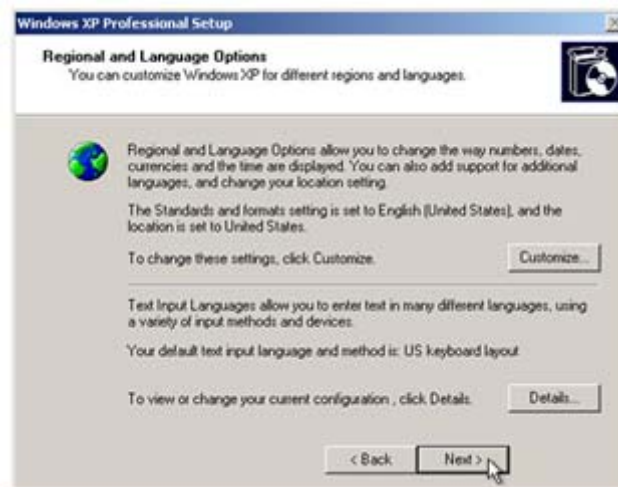 Windows XP Professional Setup
Regional and Language Options
You can customize Windows XP for different regions and languages.
Regional and Language Options allow you to change the way numbers, dates,
currencies and the time are displayed. You can also add support for additional
languages, and change your location setting.
The Standards and formats setting is set to English (United States), and the
location is set to United States.
To change these settings, click Customize.
Customize...
Text Input Languages allow you to enter text in many different languages, using
a variety of input methods and devices.
Your default text input language and method is: US keyboard layout
To view or change your current configuration , click Details.
Details...
< Back
Next >